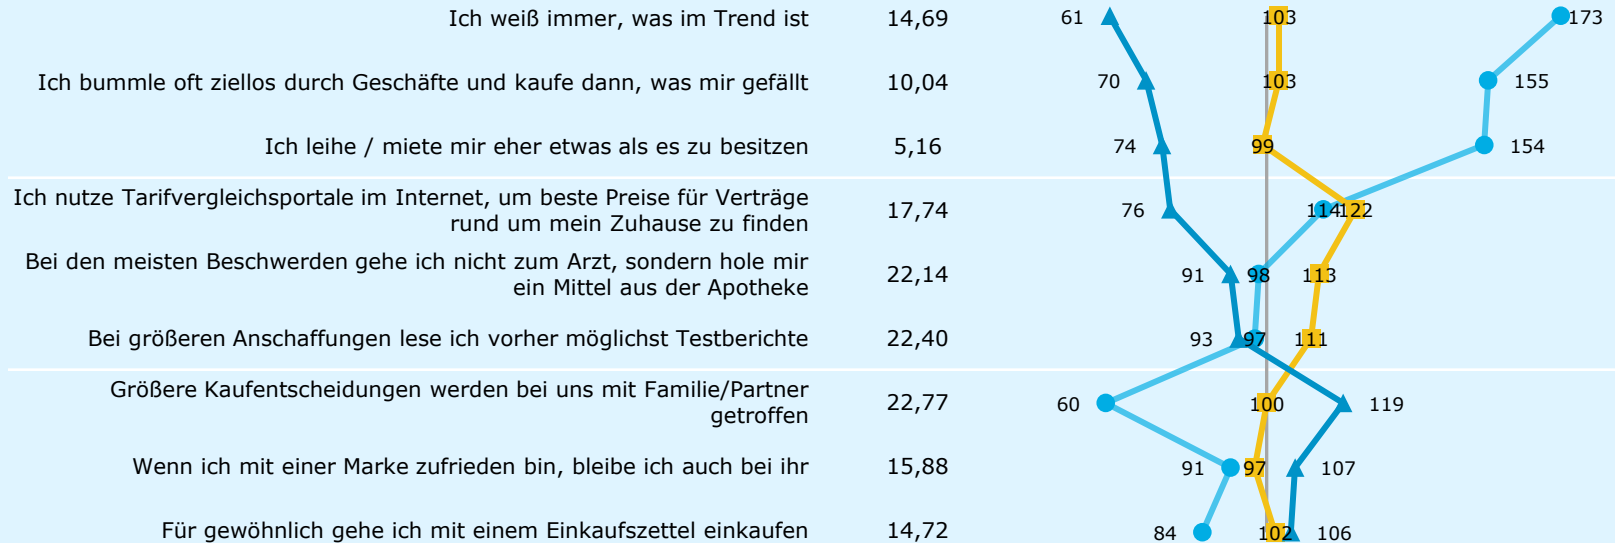 Ich weiß immer, was im Trend ist 14,69 61 103 173
Ich bummle oft ziellos durch Geschäfte und kaufe dann, was mir gefällt 10,04 70 103 155
Ich leihe / miete mir eher etwas als es zu besitzen 5,16 74 99 154
Ich nutze Tarifvergleichsportale im Internet, um beste Preise für Verträge
rund um mein Zuhause zu finden 17,74 76 114 122
Bei den meisten Beschwerden gehe ich nicht zum Arzt, sondern hole mir
ein Mittel aus der Apotheke 22,14 91 98 113
Bei größeren Anschaffungen lese ich vorher möglichst Testberichte 22,40 93 97 111
Größere Kaufentscheidungen werden bei uns mit Familie/Partner
getroffen 22,77 60 100 119
Wenn ich mit einer Marke zufrieden bin, bleibe ich auch bei ihr 15,88 91 97 107
Für gewöhnlich gehe ich mit einem Einkaufszettel einkaufen 14,72 84 102 106